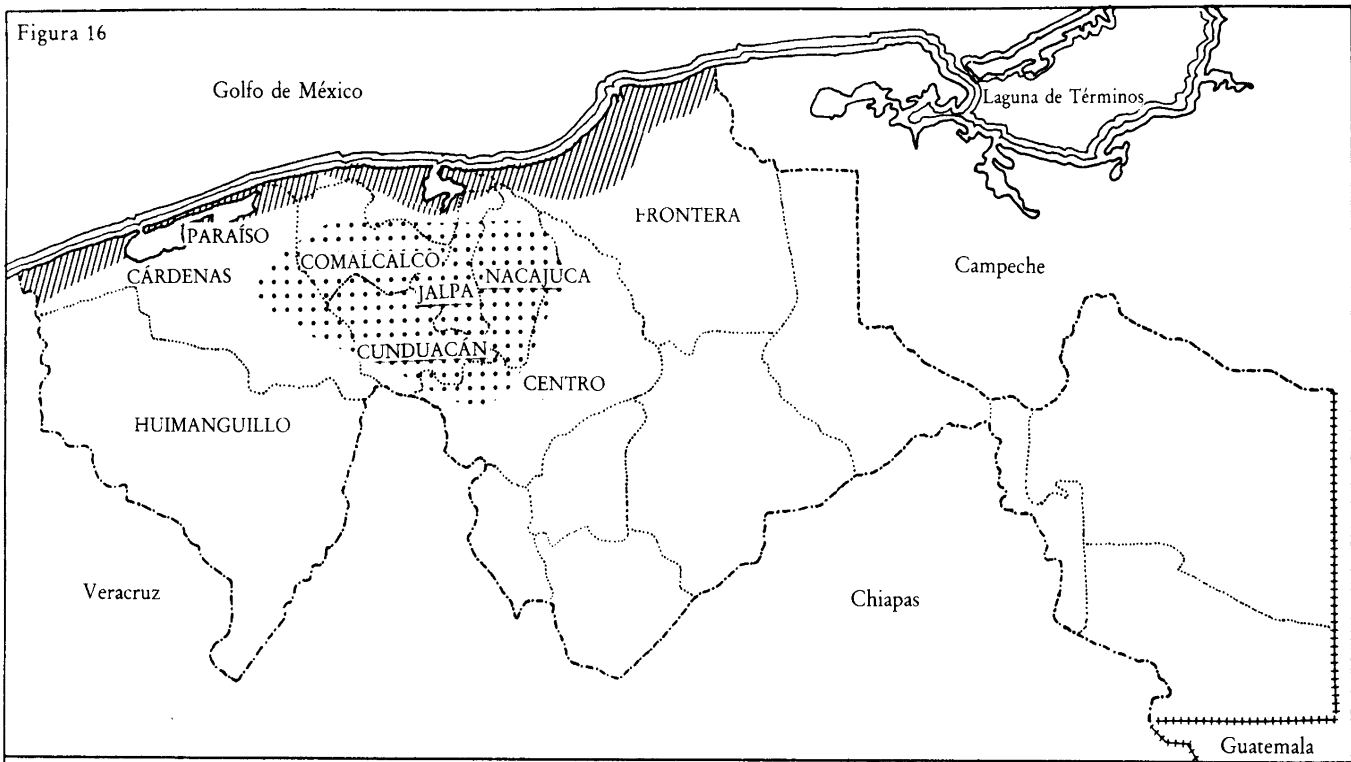 Figura 16
Golfo de México
Laguna de Términos
FRONTERA
PARAÍSO
COMALCALCO
CÁRDENAS
NACAJUCA
Campeche
JALPA
CUNDUACÁN
CENTRO
HUIMANGUILLO
Veracruz
Chiapas
Guatemala